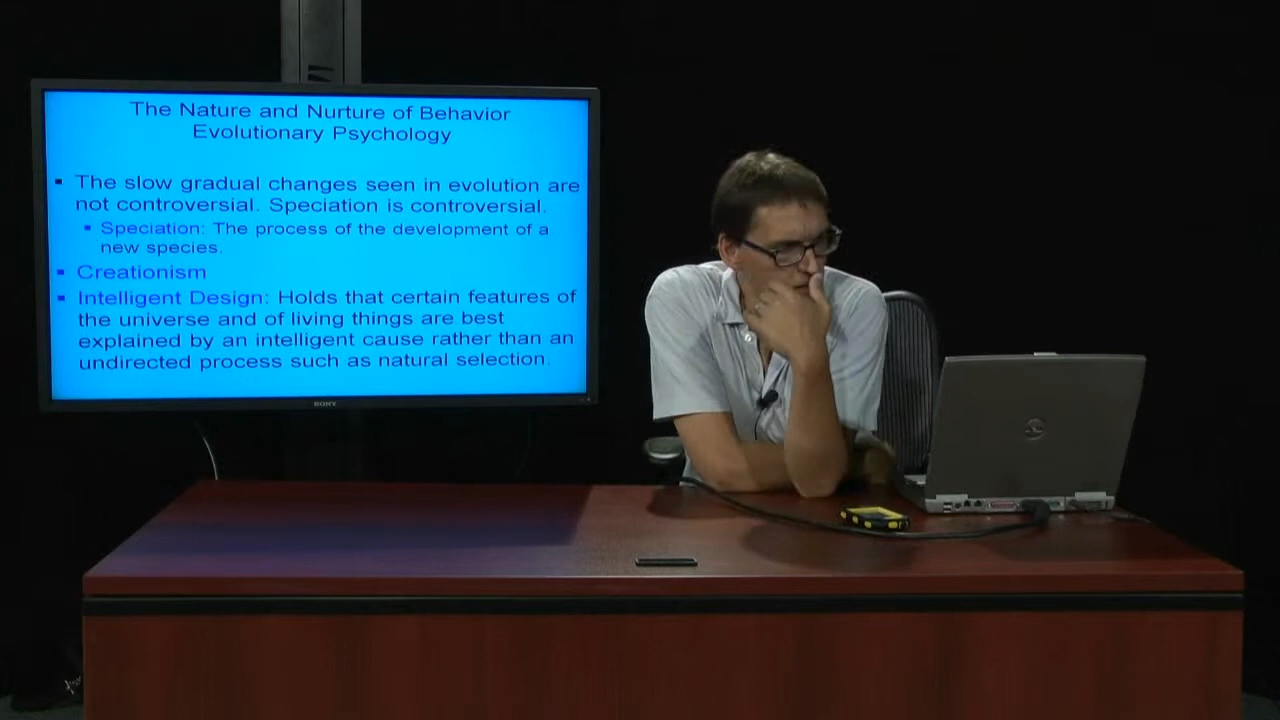 The Nature and Nurture of Behavior
Evolutionary Psychology
The slow gradual changes seen in evolution are
not controversial. Speciation is controversial.
Speciation: The process of the development of a
new species.
Creationism
Intelligent Design: Holds that certain features of
the universe and of living things are best
explained by an intelligent cause rather than an
undirected process such as natural selection.
SONY